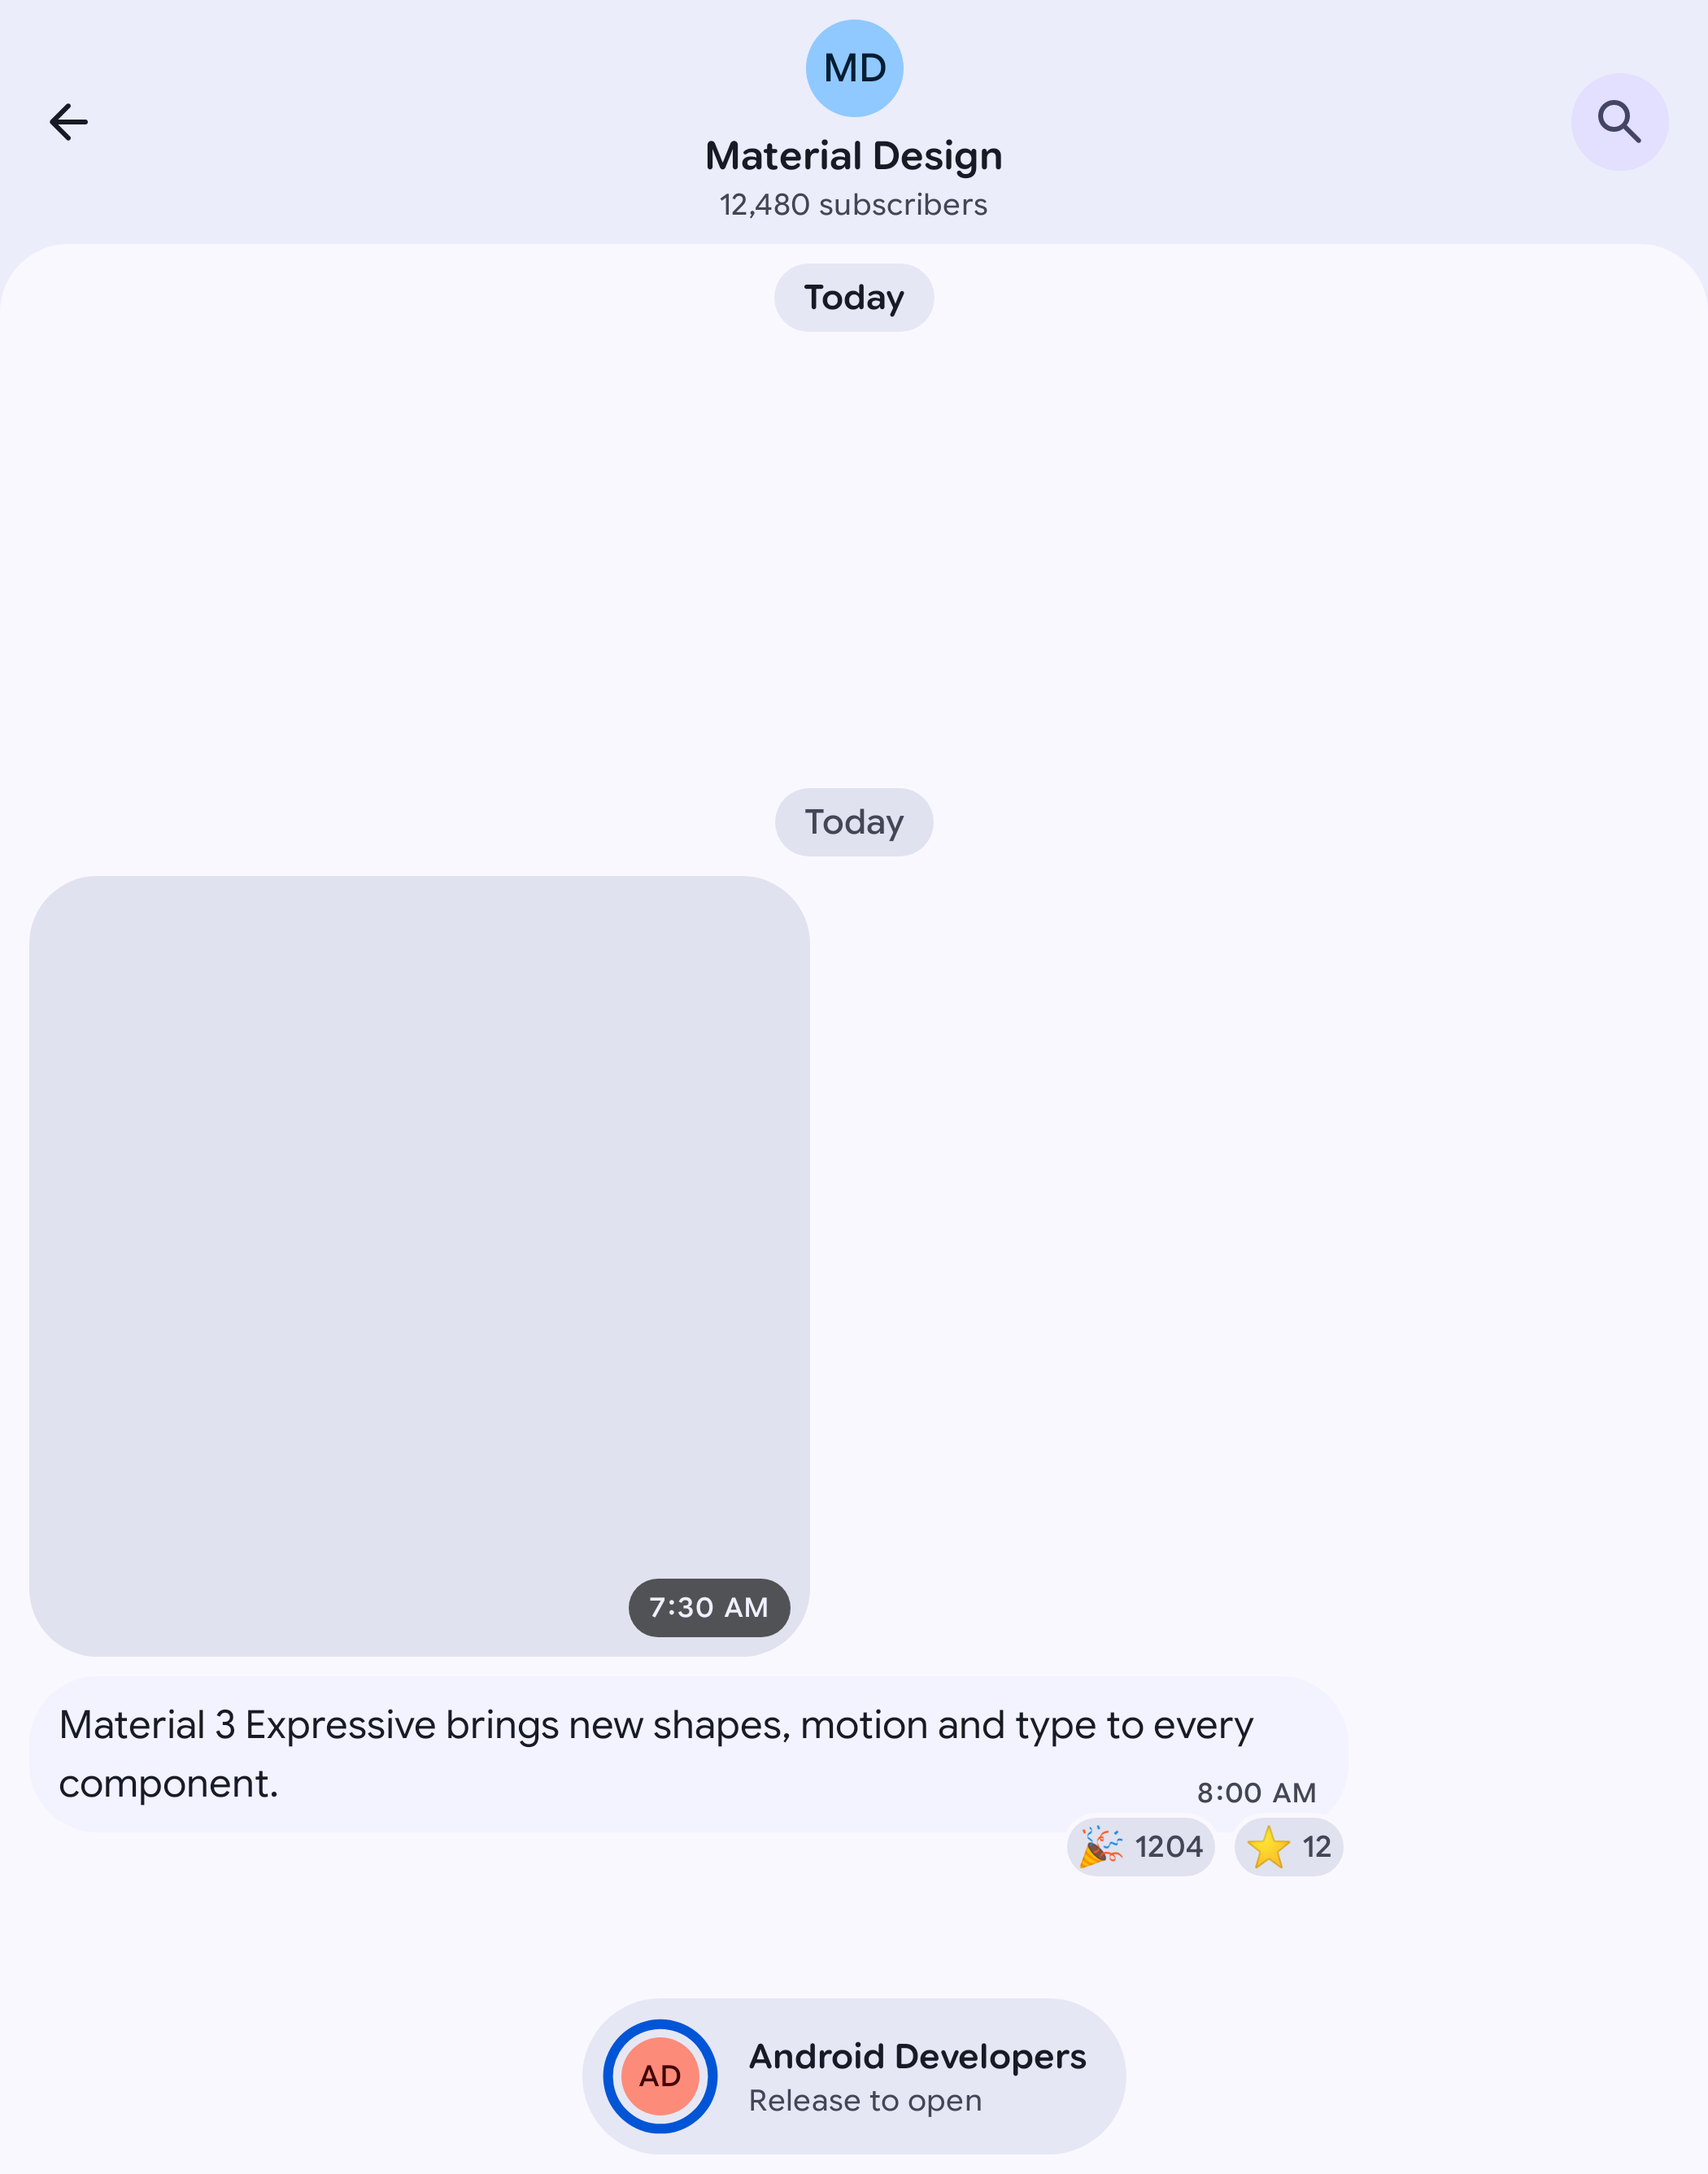 MD
Material Design
12,480 subscribers
Today
Today
7:30 AM
Material 3 Expressive brings new shapes, motion and type to every
component.
8:00 AM
🎉 1204 ⭐ 12
AD
Android Developers
Release to open